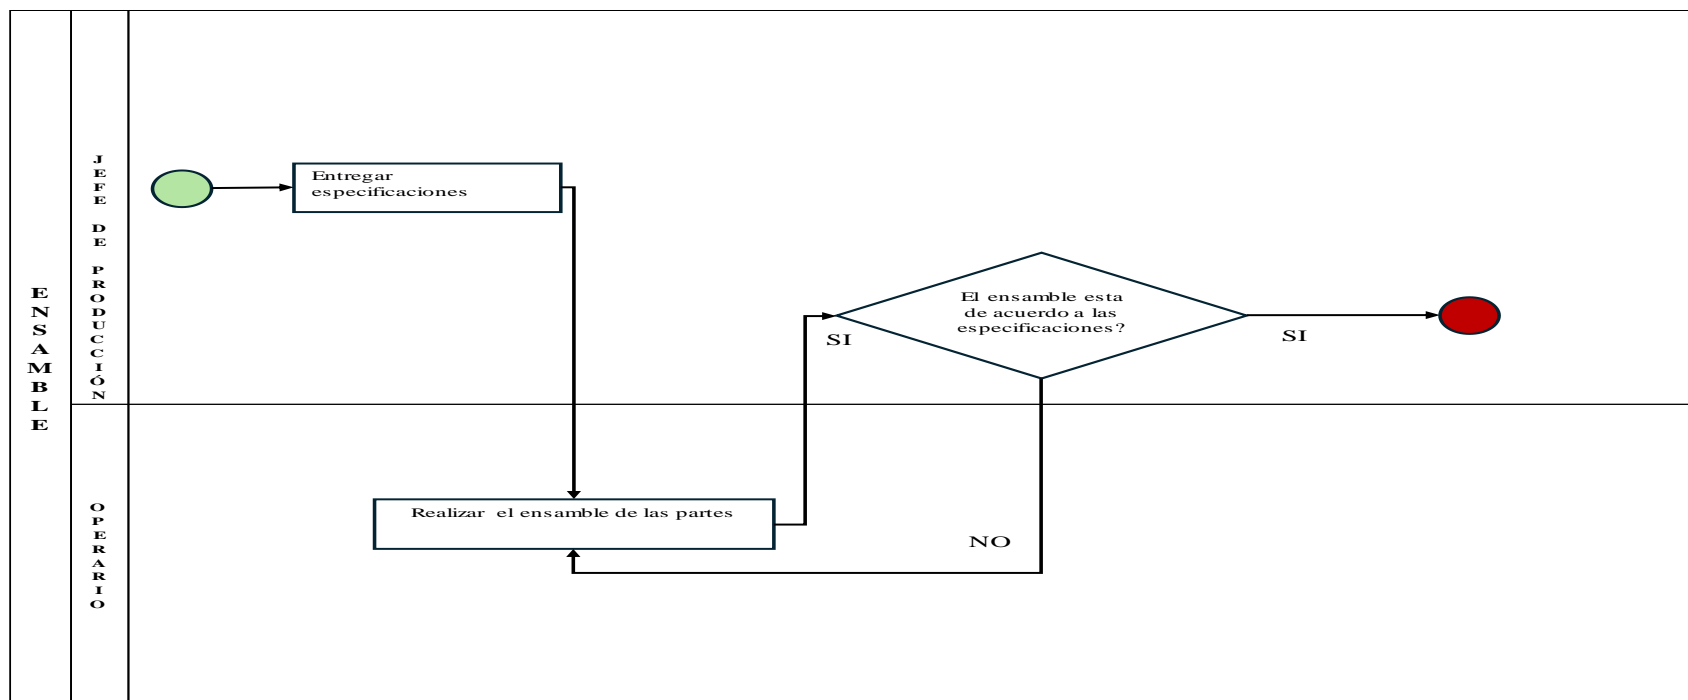 ENSAMBLE
JEFE DE PRODUCCIÓN
Entregar
especificaciones
El ensamble esta
de acuerdo a las
especificaciones?
SI
SI
OPERARIO
Realizar el ensamble de las partes
NO